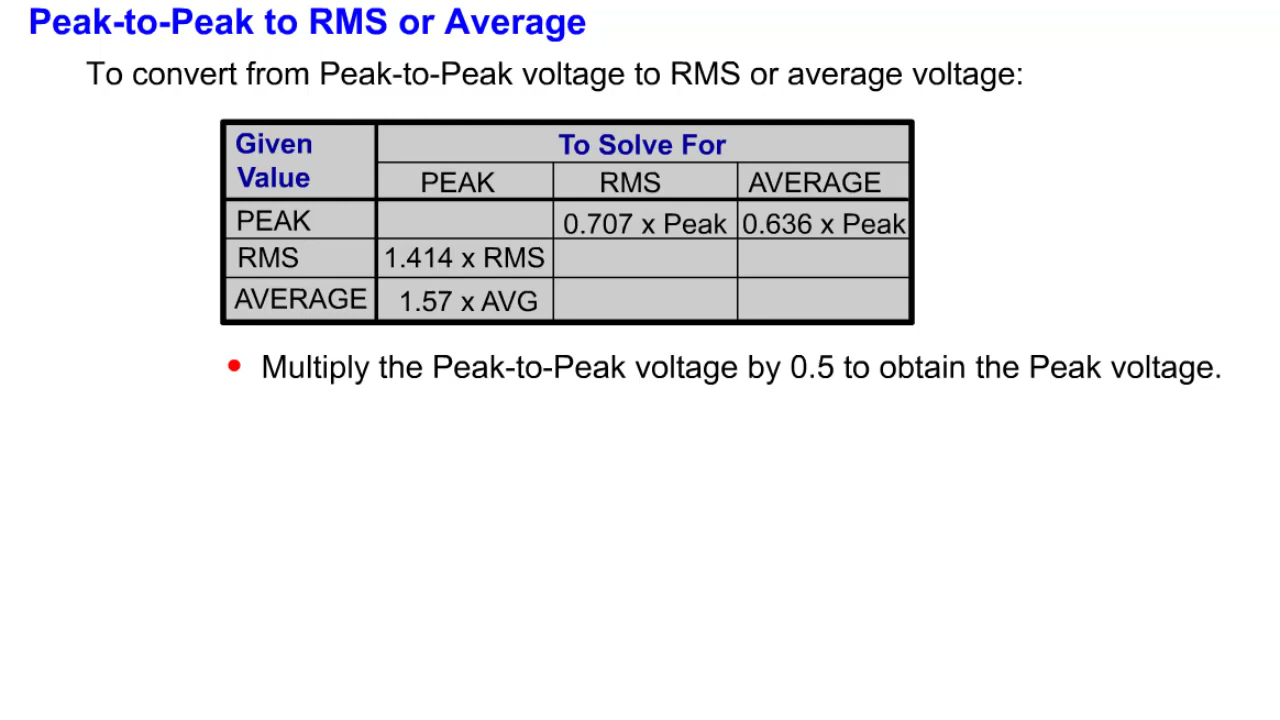 Peak-to-Peak to RMS or Average
To convert from Peak-to-Peak voltage to RMS or average voltage:
Given Value To Solve For
PEAK RMS AVERAGE
PEAK 0.707 x Peak 0.636 x Peak
RMS 1.414 x RMS
AVERAGE 1.57 x AVG
• Multiply the Peak-to-Peak voltage by 0.5 to obtain the Peak voltage.